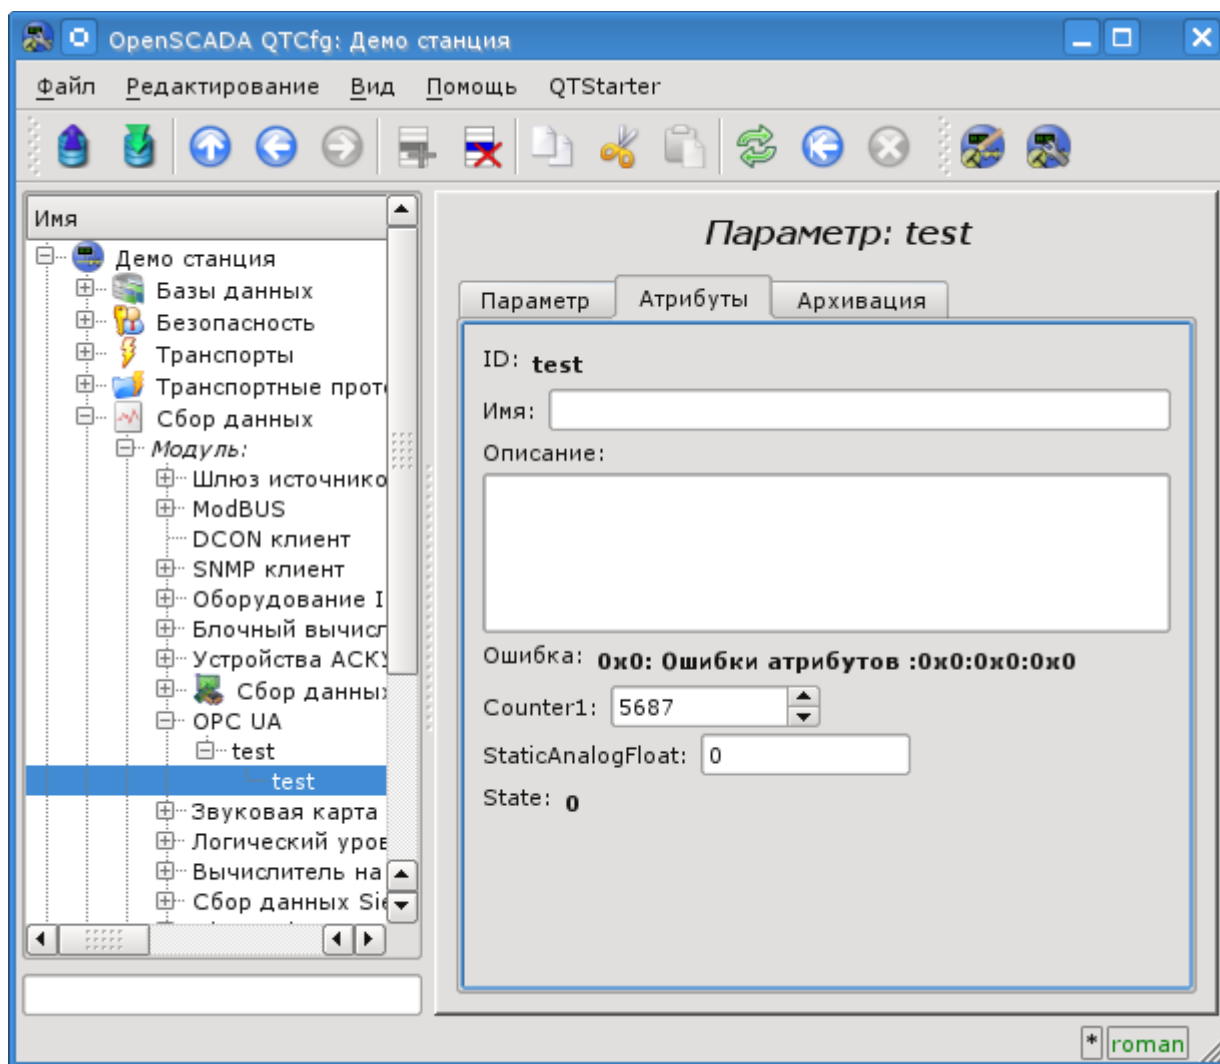 OpenSCADA QTCfg: Демо станция
Файл Редактирование Вид Помощь QTStarter
Имя
Демо станция
Базы данных
Безопасность
Транспорты
Транспортные прот
Сбор данных
Модуль:
Шлюз источнико
ModBUS
DCON клиент
SNMP клиент
Оборудование I
Блочный вычисл
Устройства АСКУ
Сбор данны
OPC UA
test
test
Звуковая карта
Логический уров
Вычислитель на
Сбор данных Sie
Параметр: test
Параметр Атрибуты Архивация
ID: test
Имя:
Описание:
Ошибка: 0x0: Ошибки атрибутов :0x0:0x0:0x0
Counter1: 5687
StaticAnalogFloat: 0
State: 0
* roman